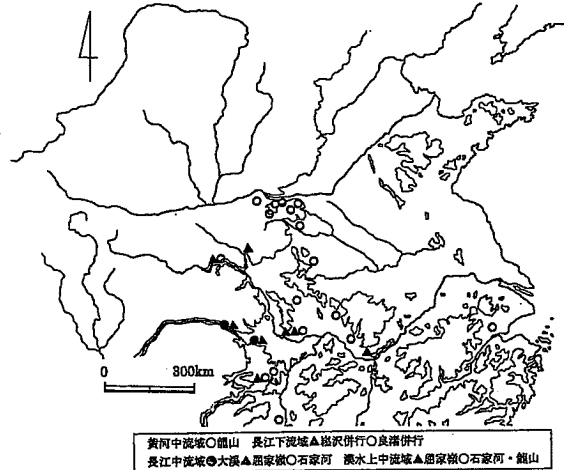 0 300km
黄河中流域○龍山 長江下流域▲崧沢併行○良渚併行
長江中流域●大溪▲屈家嶺○石家河 漢水上中流域▲屈家嶺○石家河・龍山